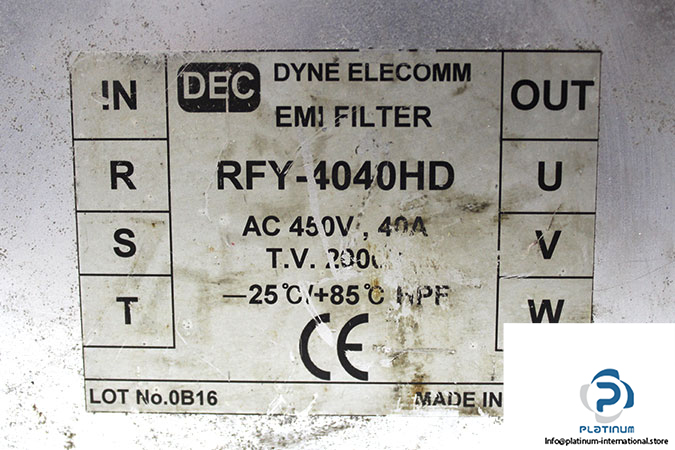 IN DEC DYNE ELECOMM OUT
EMI FILTER
R RFY-4040HD U
S AC 450V, 40A V
T.V.
T −25℃/+85℃ HPF W
CE
LOT No.0B16 MADE IN
PLATINUM
Info@platinum-international.store